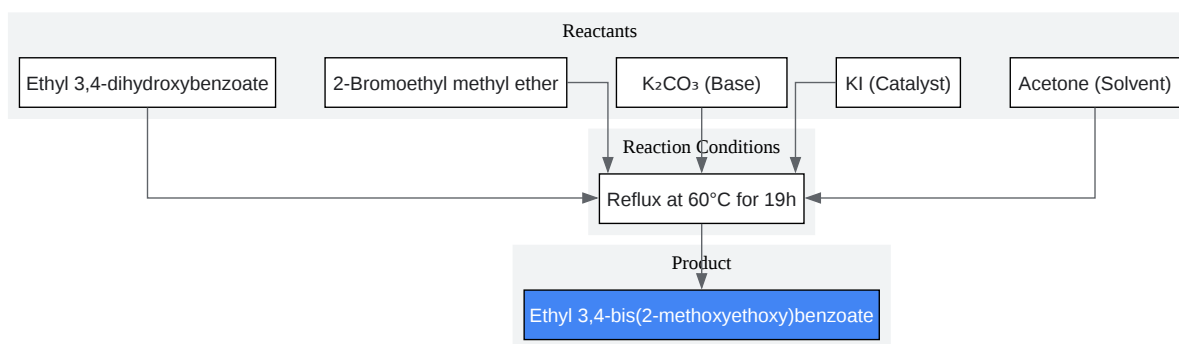 Reactants
Ethyl 3,4-dihydroxybenzoate
2-Bromoethyl methyl ether
K₂CO₃ (Base)
KI (Catalyst)
Acetone (Solvent)
Reaction Conditions
Reflux at 60°C for 19h
Product
Ethyl 3,4-bis(2-methoxyethoxy)benzoate